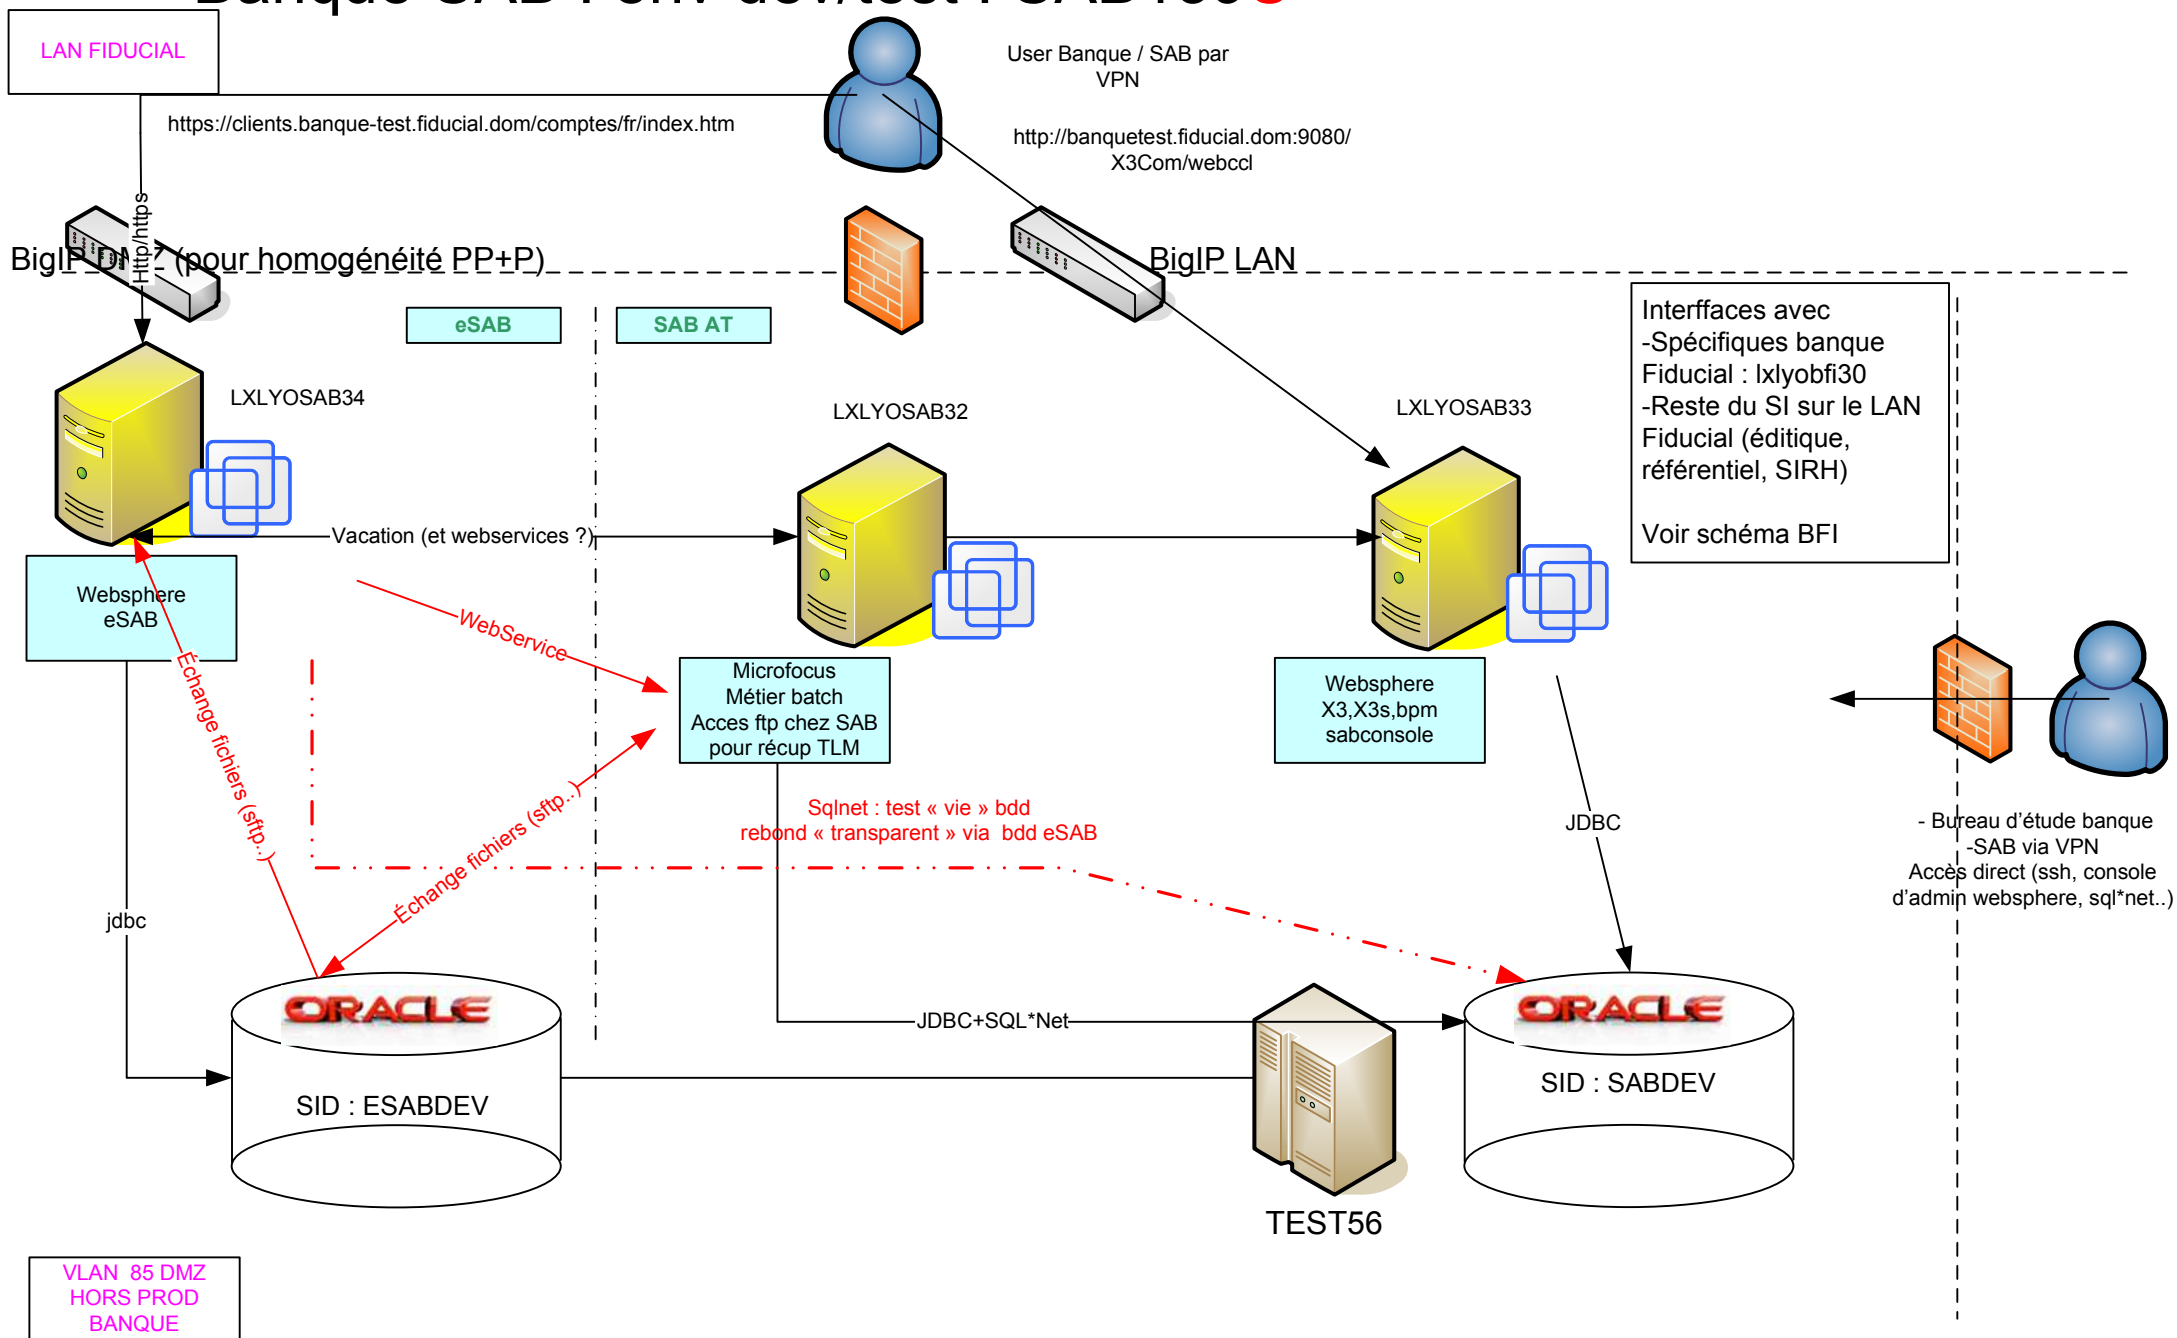 LAN FIDUCIAL
User Banque / SAB par
VPN
https://clients.banque-test.fiducial.dom/comptes/fr/index.htm
http://banquetest.fiducial.dom:9080/
X3Com/webccl
Http/https
BigIP DMZ (pour homogénéité PP+P)
BigIP LAN
eSAB
SAB AT
Interffaces avec
-Spécifiques banque
Fiducial : lxlyobfi30
-Reste du SI sur le LAN
Fiducial (éditique,
référentiel, SIRH)
Voir schéma BFI
LXLYOSAB34
LXLYOSAB32
LXLYOSAB33
Vacation (et webservices ?)
Websphere
eSAB
WebService
Microfocus
Métier batch
Acces ftp chez SAB
pour récup TLM
Websphere
X3,X3s,bpm
sabconsole
Échange fichiers (sftp..)
Échange fichiers (sftp..)
Sqlnet : test « vie » bdd
rebond « transparent » via bdd eSAB
JDBC
- Bureau d'étude banque
-SAB via VPN
Accès direct (ssh, console
d'admin websphere, sql*net..)
jdbc
ORACLE
ORACLE
JDBC+SQL*Net
SID : ESABDEV
SID : SABDEV
TEST56
VLAN 85 DMZ
HORS PROD
BANQUE